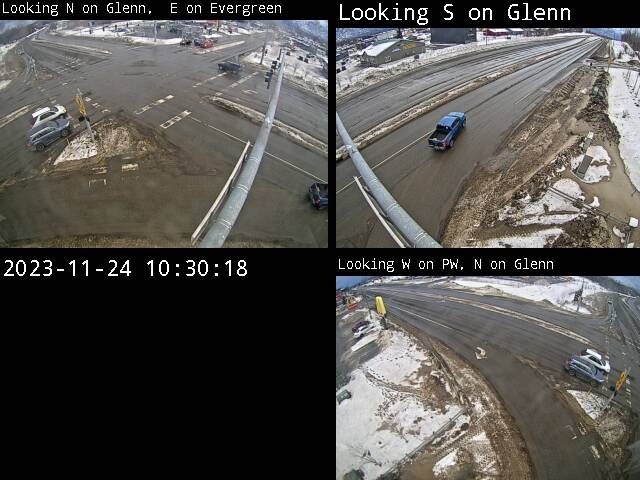 Looking N on Glenn,  E on Evergreen
Looking S on Glenn
2023-11-24 10:30:18
Looking W on PW, N on Glenn